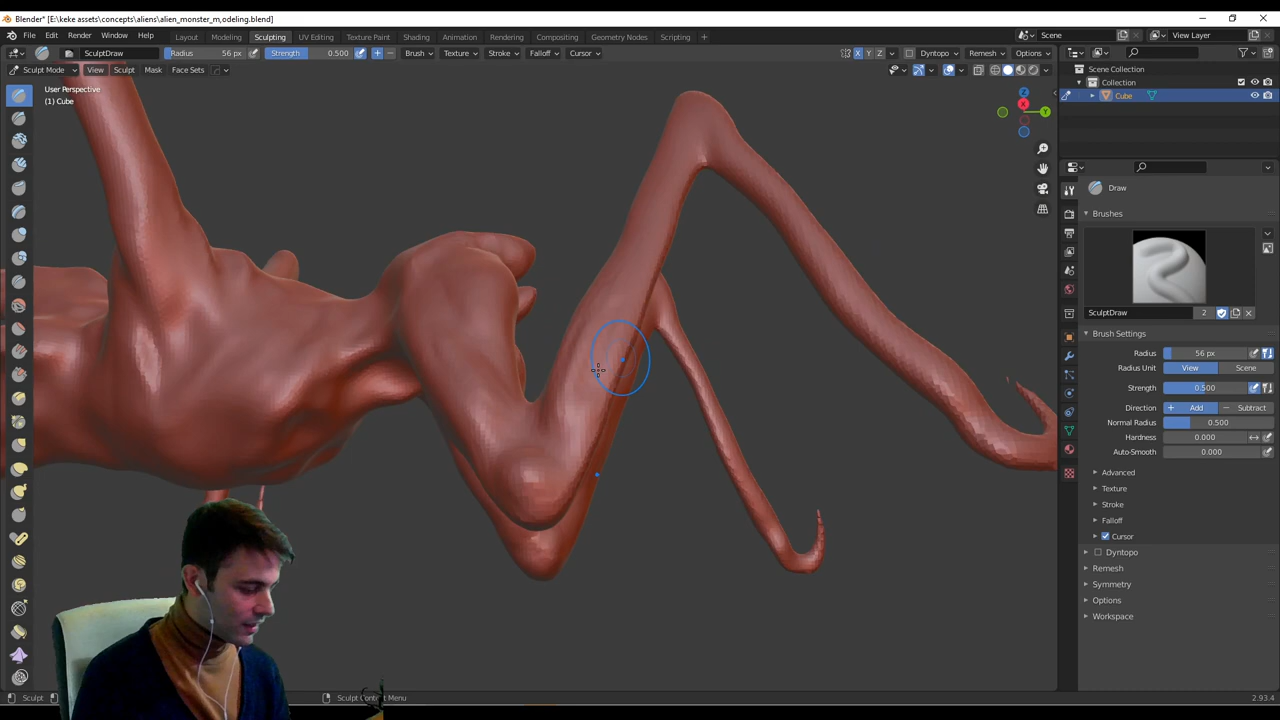 Blender* [E:\keke assets\concepts\aliens\alien_monster_m,odeling.blend]
File Edit Render Window Help Layout Modeling Sculpting UV Editing Texture Paint Shading Animation Rendering Compositing Geometry Nodes Scripting + Scene View Layer
SculptDraw Radius 56 px Strength 0.500 Brush Texture Stroke Falloff Cursor X Y Z Dyntopo Remesh Options
Sculpt Mode View Sculpt Mask Face Sets
Scene Collection
Collection
Cube
User Perspective
(1) Cube
Z
X
Y
Draw
Brushes
SculptDraw 2
Brush Settings
Radius 56 px
Radius Unit View Scene
Strength 0.500
Direction + Add − Subtract
Normal Radius 0.500
Hardness 0.000
Auto-Smooth 0.000
Advanced
Texture
Stroke
Falloff
Cursor
Dyntopo
Remesh
Symmetry
Options
Workspace
Sculpt Sculpt Context Menu 2.93.4